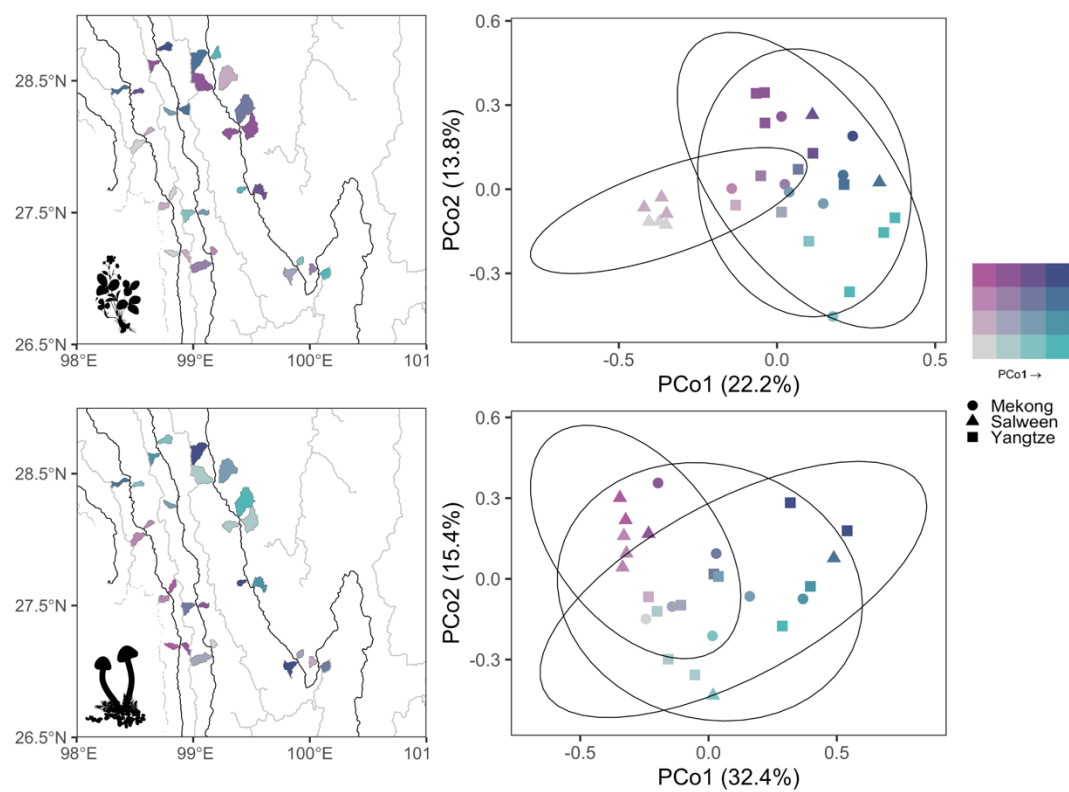 28.5°N
27.5°N
26.5°N
98°E
99°E
100°E
101
PCo2 (13.8%)
0.6
0.3
0.0
-0.3
-0.5
0.0
0.5
PCo1 (22.2%)
PCo1 →
Mekong
Salween
Yangtze
28.5°N
27.5°N
26.5°N
98°E
99°E
100°E
101
PCo2 (15.4%)
0.6
0.3
0.0
-0.3
-0.5
0.0
0.5
PCo1 (32.4%)